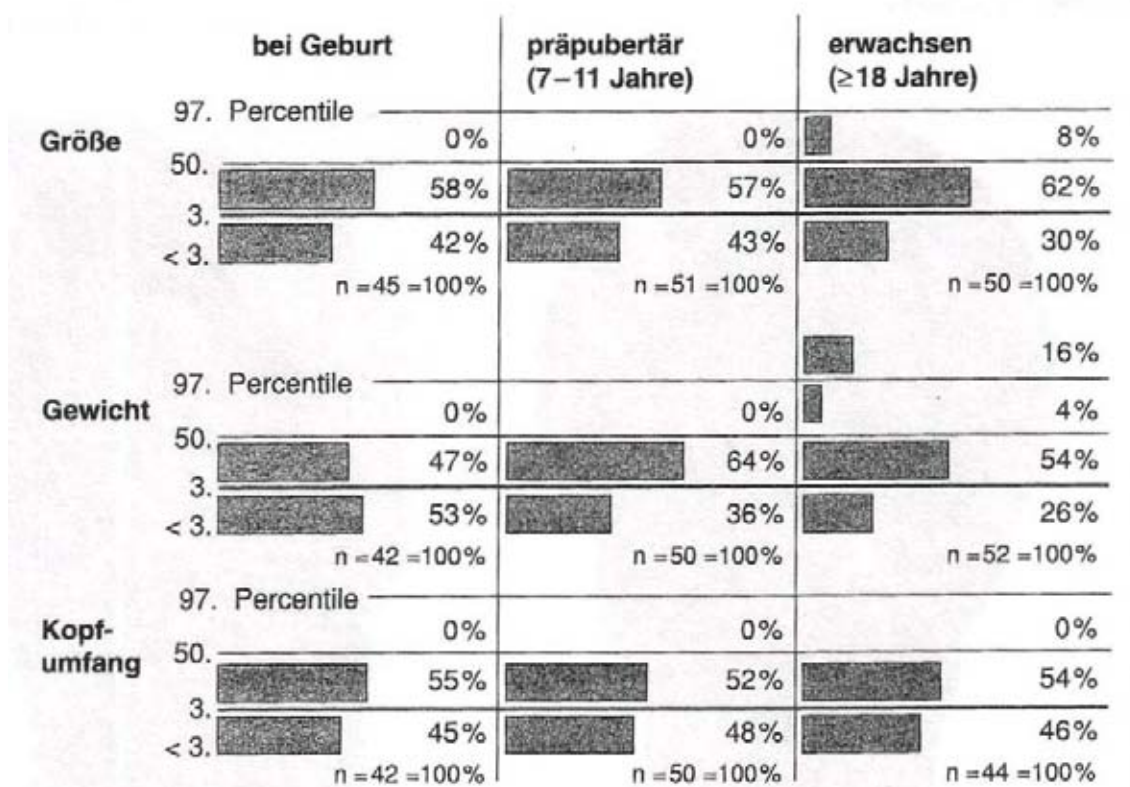 bei Geburt präpubertär (7–11 Jahre) erwachsen (≥18 Jahre)
97. Percentile
Größe 0% 0% 8%
50.
58% 57% 62%
3.
< 3. 42% 43% 30%
n=45=100% n=51=100% n=50=100%
16%
97. Percentile
Gewicht 0% 0% 4%
50.
47% 64% 54%
3.
< 3. 53% 36% 26%
n=42=100% n=50=100% n=52=100%
97. Percentile
Kopf-
umfang 0% 0% 0%
50.
55% 52% 54%
3.
< 3. 45% 48% 46%
n=42=100% n=50=100% n=44=100%